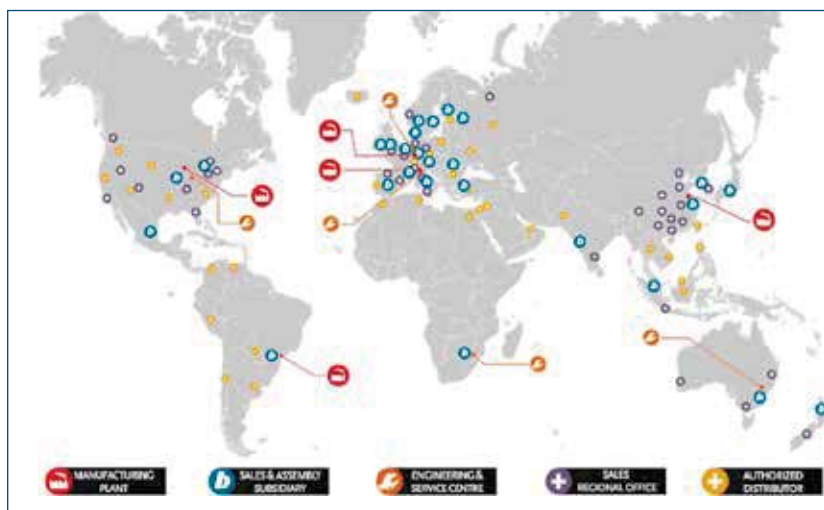 MANUFACTURING
PLANT
SALES & ASSEMBLY
SUBSIDIARY
ENGINEERING &
SERVICE CENTRE
SALES
REGIONAL OFFICE
AUTHORIZED
DISTRIBUTOR